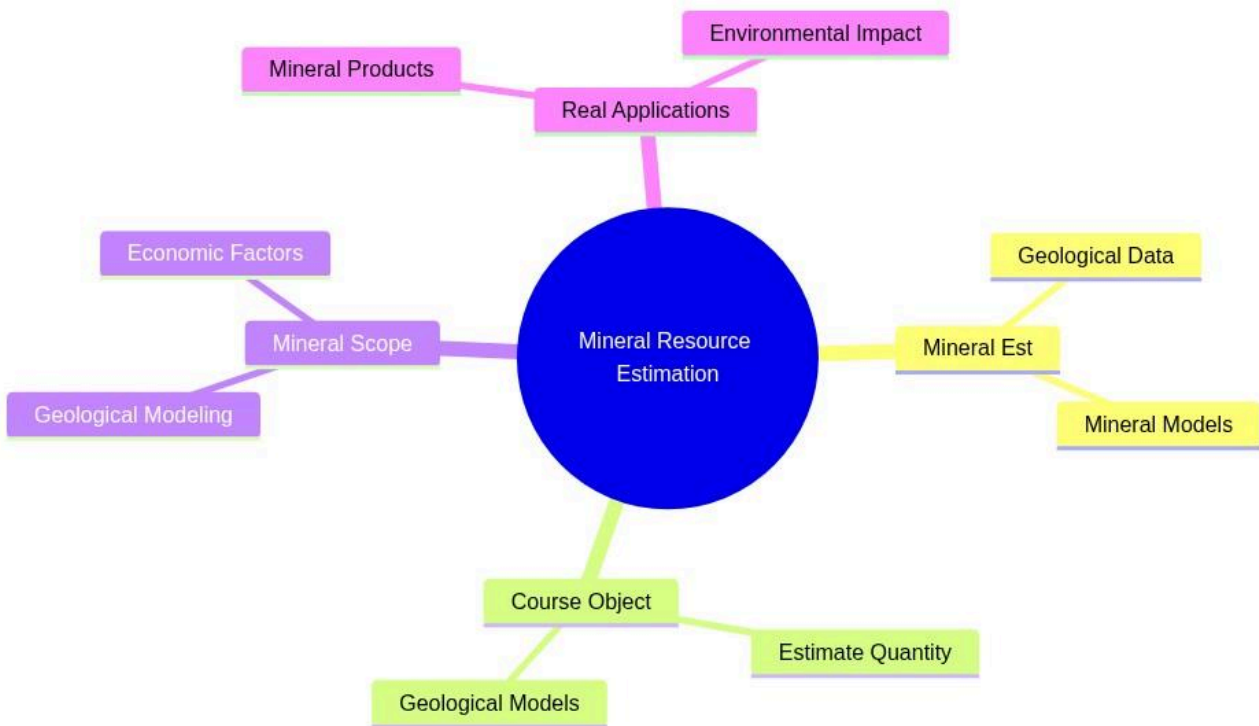 Environmental Impact
Mineral Products
Real Applications
Economic Factors
Geological Data
Mineral Scope
Mineral Resource
Estimation
Mineral Est
Geological Modeling
Mineral Models
Course Object
Estimate Quantity
Geological Models